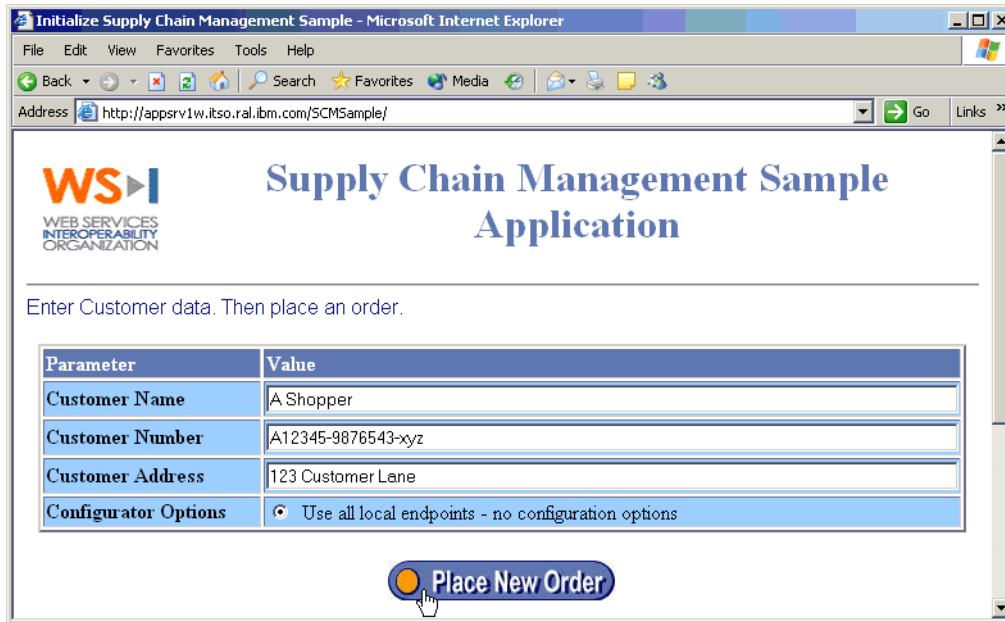 Initialize Supply Chain Management Sample - Microsoft Internet Explorer
File Edit View Favorites Tools Help
Back Search Favorites Media
Address http://appsrv1w.itso.ral.ibm.com/SCMSample/ Go Links »
WS-I
WEB SERVICES
INTEROPERABILITY
ORGANIZATION
Supply Chain Management Sample
Application
Enter Customer data. Then place an order.
Parameter Value
Customer Name A Shopper
Customer Number A12345-9876543-xyz
Customer Address 123 Customer Lane
Configurator Options Use all local endpoints - no configuration options
Place New Order